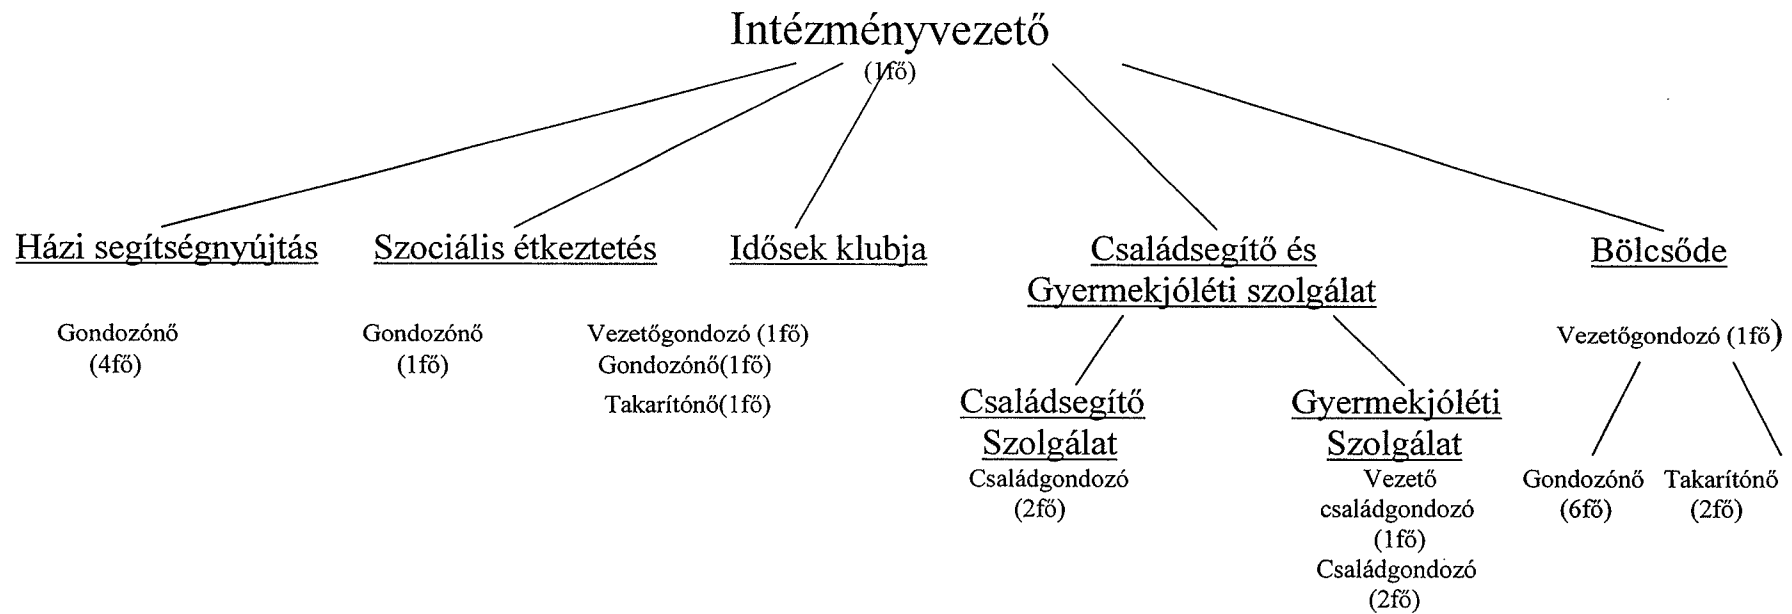 Intézményvezető
(1fő)
Házi segítségnyújtás
Gondozónő
(4fő)
Szociális étkeztetés
Gondozónő
(1fő)
Idősek klubja
Vezetőgondozó (1fő)
Gondozónő(1fő)
Takarítónő(1fő)
Családsegítő és
Gyermekjóléti szolgálat
Családsegítő
Szolgálat
Családgondozó
(2fő)
Gyermekjóléti
Szolgálat
Vezető
családgondozó
(1fő)
Családgondozó
(2fő)
Bölcsőde
Vezetőgondozó (1fő)
Gondozónő
(6fő)
Takarítónő
(2fő)